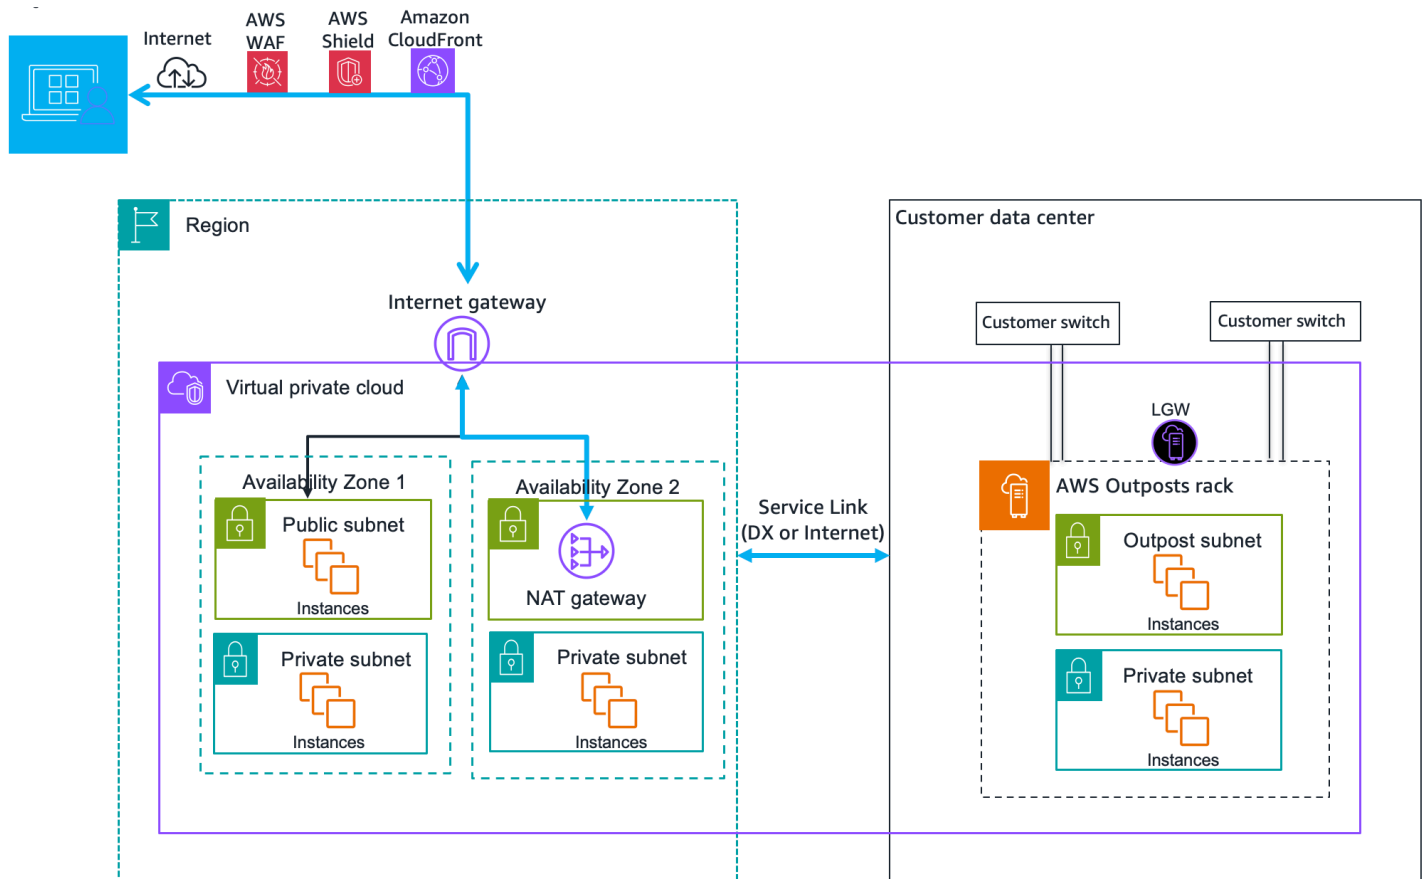 Internet
AWS
WAF
AWS
Shield
Amazon
CloudFront
Region
Customer data center
Internet gateway
Customer switch
Customer switch
Virtual private cloud
LGW
Availability Zone 1
Availability Zone 2
AWS Outposts rack
Public subnet
Instances
NAT gateway
Service Link
(DX or Internet)
Outpost subnet
Instances
Private subnet
Instances
Private subnet
Instances
Private subnet
Instances